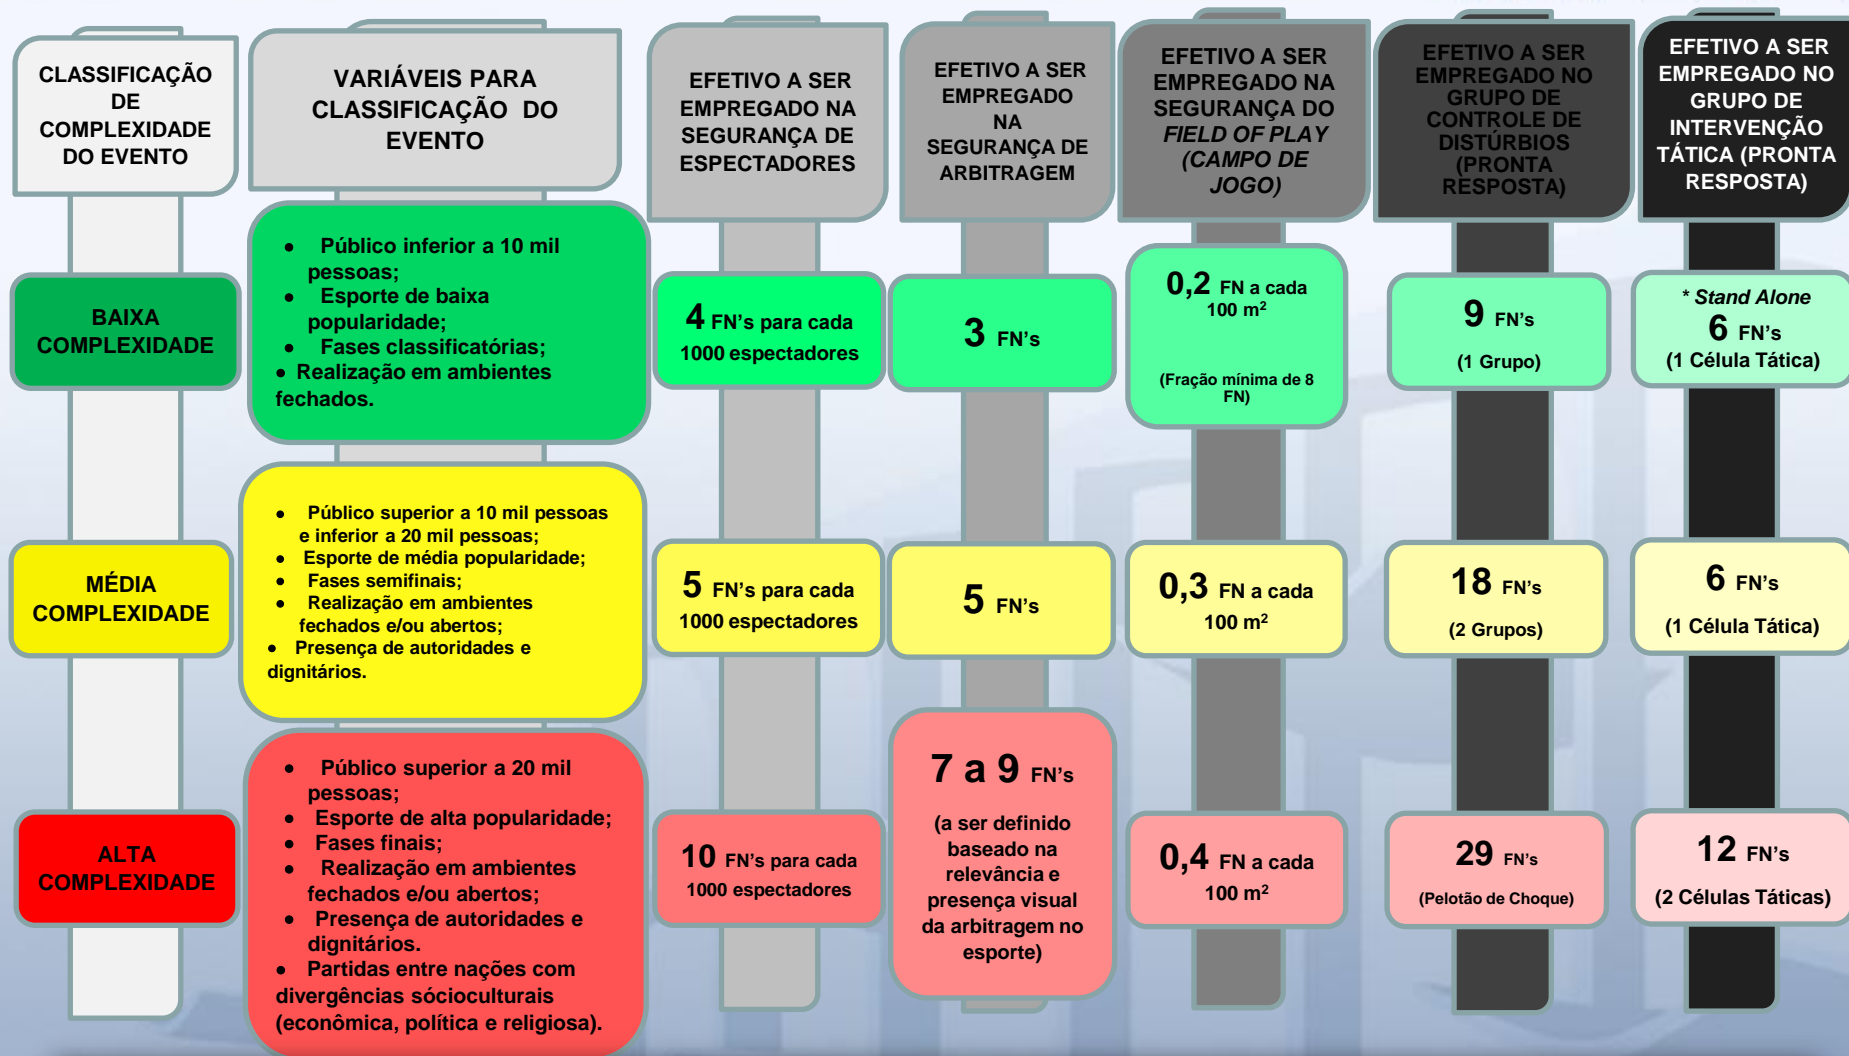 CLASSIFICAÇÃO
DE
COMPLEXIDADE
DO EVENTO
VARIÁVEIS PARA
CLASSIFICAÇÃO DO
EVENTO
EFETIVO A SER
EMPREGADO NA
SEGURANÇA DE
ESPECTADORES
EFETIVO A SER
EMPREGADO
NA
SEGURANÇA DE
ARBITRAGEM
EFETIVO A SER
EMPREGADO NA
SEGURANÇA DO
FIELD OF PLAY
(CAMPO DE
JOGO)
EFETIVO A SER
EMPREGADO NO
GRUPO DE
CONTROLE DE
DISTÚRBIOS
(PRONTA
RESPOSTA)
EFETIVO A SER
EMPREGADO NO
GRUPO DE
INTERVENÇÃO
TÁTICA (PRONTA
RESPOSTA)
BAIXA
COMPLEXIDADE
• Público inferior a 10 mil
pessoas;
• Esporte de baixa
popularidade;
• Fases classificatórias;
• Realização em ambientes
fechados.
4 FN's para cada
1000 espectadores
3 FN's
0,2 FN a cada
100 m²
(Fração mínima de 8
FN)
9 FN's
(1 Grupo)
* Stand Alone
6 FN's
(1 Célula Tática)
MÉDIA
COMPLEXIDADE
• Público superior a 10 mil pessoas
e inferior a 20 mil pessoas;
• Esporte de média popularidade;
• Fases semifinais;
• Realização em ambientes
fechados e/ou abertos;
• Presença de autoridades e
dignitários.
5 FN's para cada
1000 espectadores
5 FN's
0,3 FN a cada
100 m²
18 FN's
(2 Grupos)
6 FN's
(1 Célula Tática)
ALTA
COMPLEXIDADE
• Público superior a 20 mil
pessoas;
• Esporte de alta popularidade;
• Fases finais;
• Realização em ambientes
fechados e/ou abertos;
• Presença de autoridades e
dignitários.
• Partidas entre nações com
divergências sócioculturais
(econômica, política e religiosa).
10 FN's para cada
1000 espectadores
7 a 9 FN's
(a ser definido
baseado na
relevância e
presença visual
da arbitragem no
esporte)
0,4 FN a cada
100 m²
29 FN's
(Pelotão de Choque)
12 FN's
(2 Células Táticas)